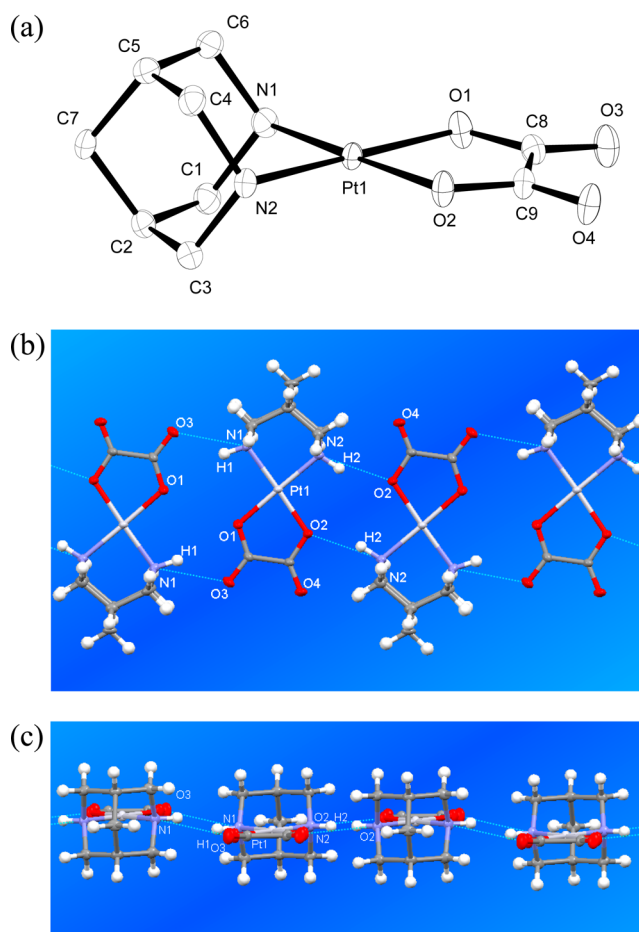 (a)
C6
C5
N1
C4
O1
C8
O3
C7
C1
N2
Pt1
O2
C9
O4
C2
C3
(b)
O3
N1
N2
O4
H1
H2
O1
Pt1
O2
O1
O2
H2
H1
N1
O3
O4
N2
(c)
O3
N1
O2 H2
N1
H1
O3
Pt1
N2
O2